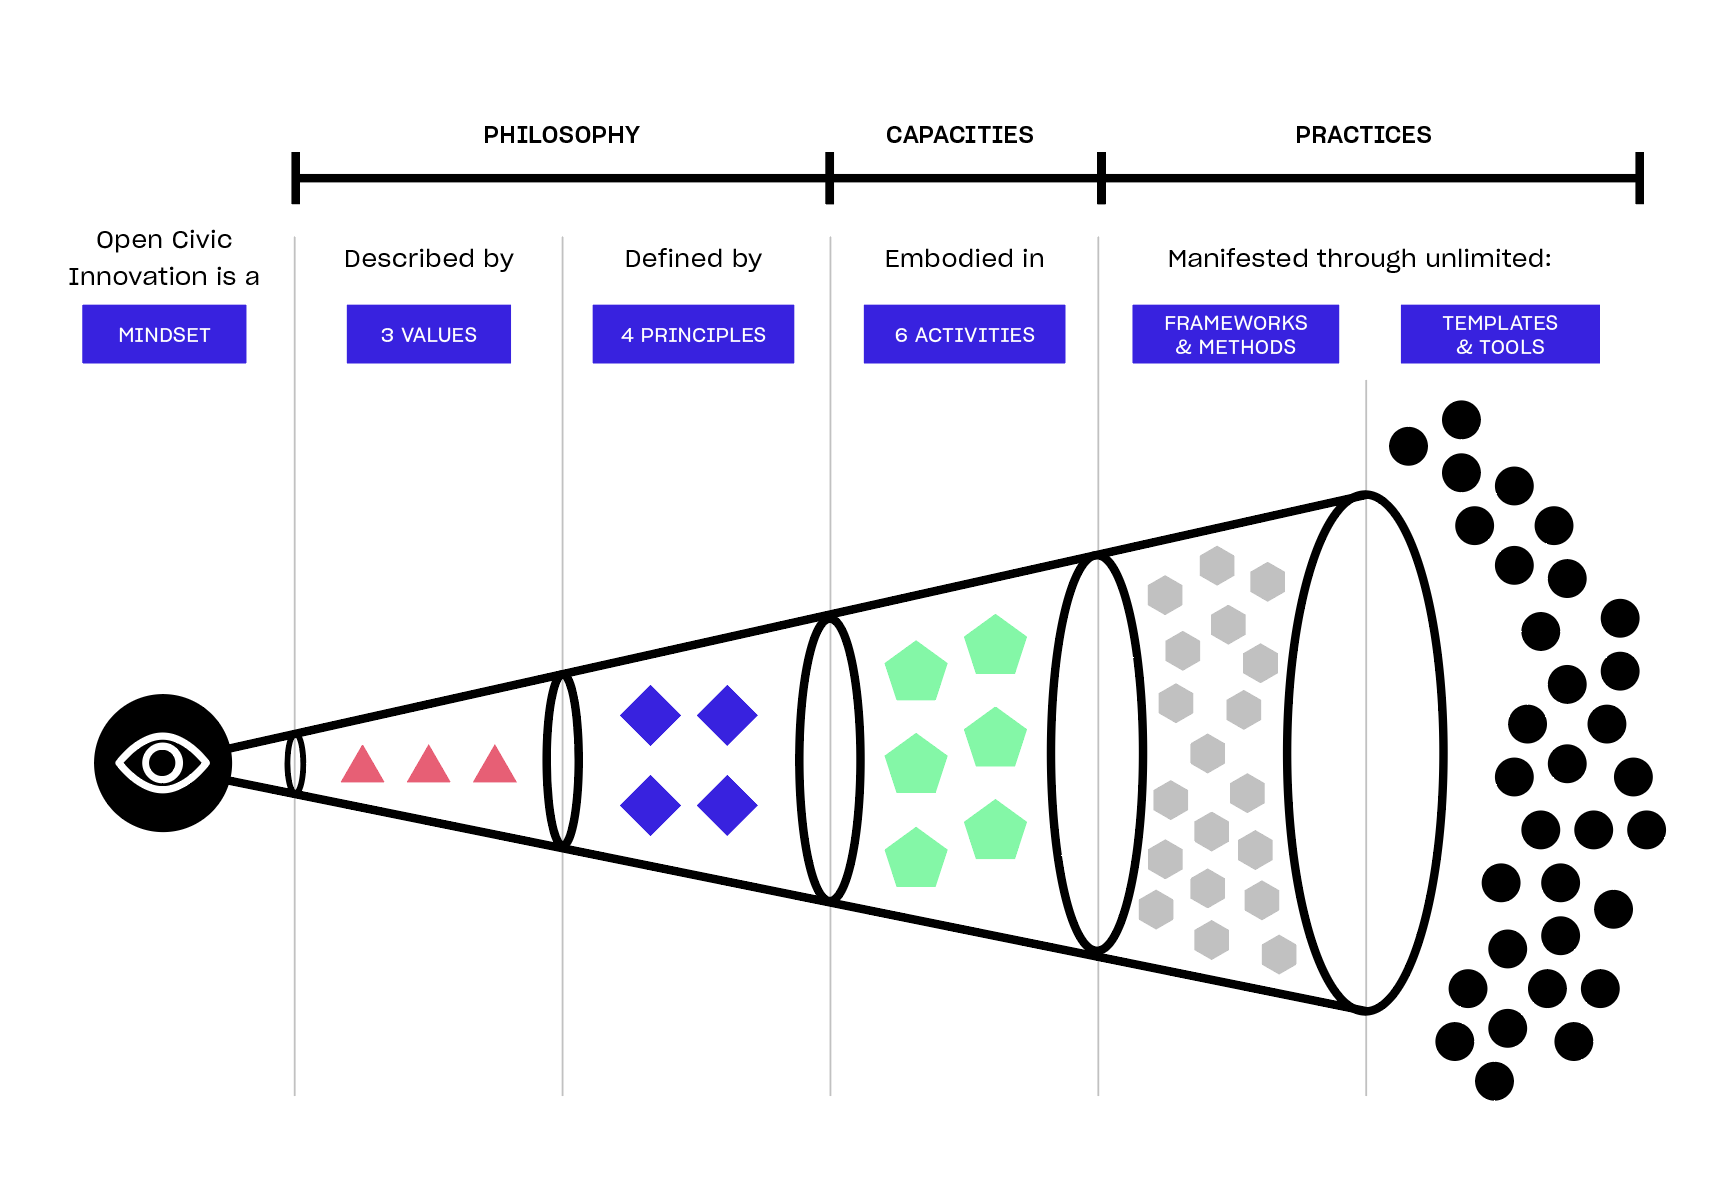 PHILOSOPHY
CAPACITIES
PRACTICES
Open Civic
Innovation is a
MINDSET
Described by
3 VALUES
Defined by
4 PRINCIPLES
Embodied in
6 ACTIVITIES
Manifested through unlimited:
FRAMEWORKS
& METHODS
TEMPLATES
& TOOLS